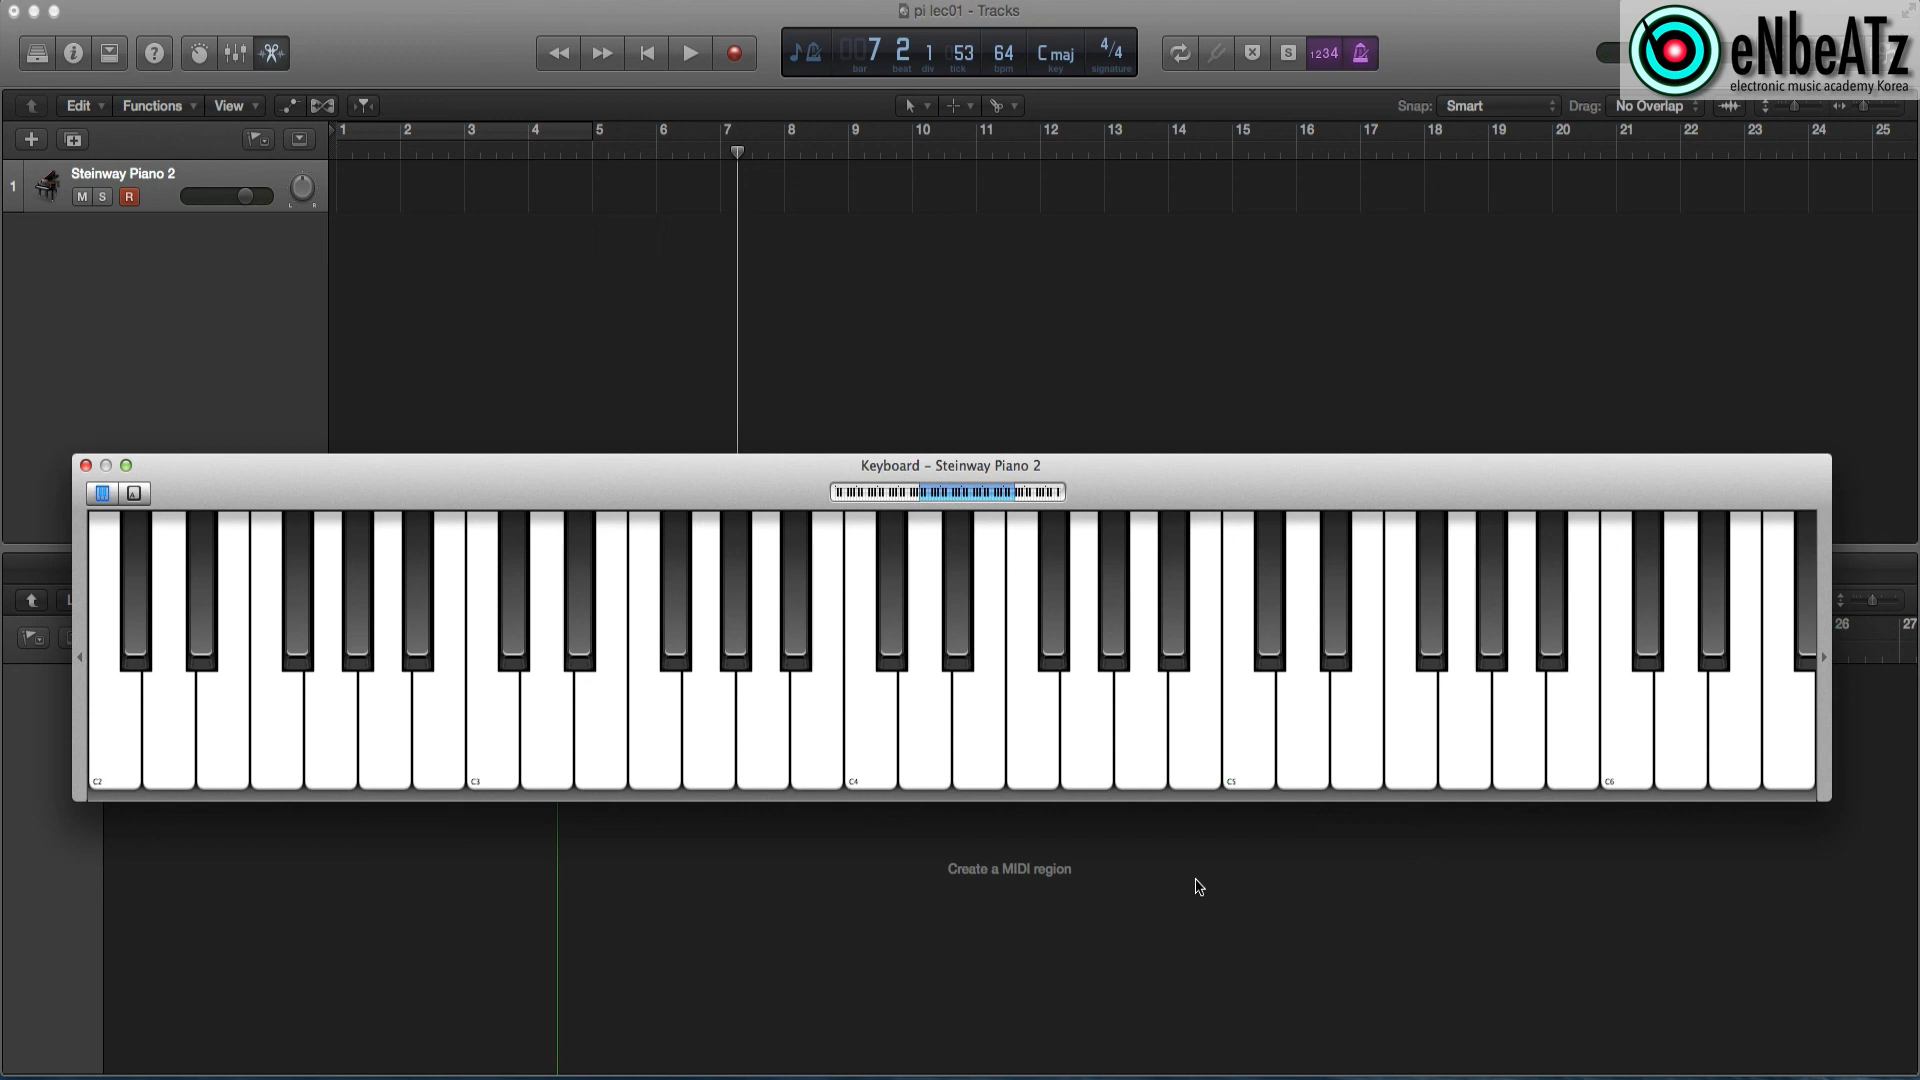 pi lec01 - Tracks
7 2 1 53 64 C maj 4/4
bar beat div tick bpm key signature
1234
eNbeATz
electronic music academy Korea
Edit Functions View
Snap: Smart Drag: No Overlap
1 2 3 4 5 6 7 8 9 10 11 12 13 14 15 16 17 18 19 20 21 22 23 24 25
1 Steinway Piano 2
M S R
L R
Keyboard – Steinway Piano 2
26 27
C2 C3 C4 C5 C6
Create a MIDI region